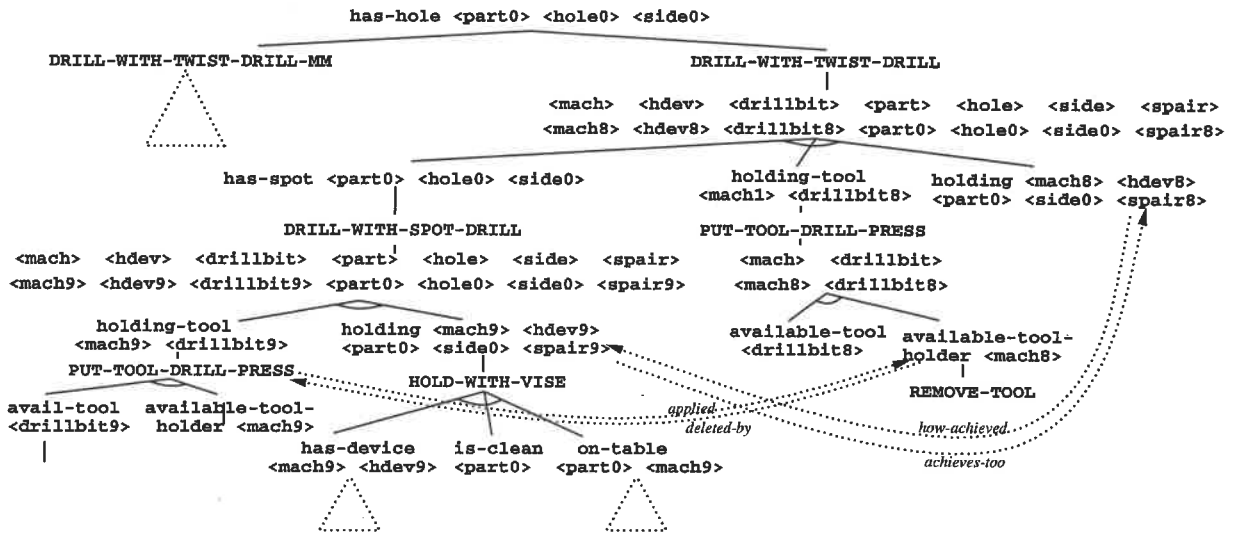 has-hole <part0> <hole0> <side0>
DRILL-WITH-TWIST-DRILL-MM
DRILL-WITH-TWIST-DRILL
<mach> <hdev> <drillbit> <part> <hole> <side> <spair>
<mach8> <hdev8> <drillbit8> <part0> <hole0> <side0> <spair8>
has-spot <part0> <hole0> <side0>
holding-tool
<mach1> <drillbit8>
holding <mach8> <hdev8>
<part0> <side0> <spair8>
DRILL-WITH-SPOT-DRILL
PUT-TOOL-DRILL-PRESS
<mach> <hdev> <drillbit> <part> <hole> <side> <spair>
<mach9> <hdev9> <drillbit9> <part0> <hole0> <side0> <spair9>
<mach> <drillbit>
<mach8> <drillbit8>
holding-tool
<mach9> <drillbit9>
holding <mach9> <hdev9>
<part0> <side0> <spair9>
available-tool
<drillbit8>
available-tool-
holder <mach8>
PUT-TOOL-DRILL-PRESS
HOLD-WITH-VISE
REMOVE-TOOL
avail-tool
<drillbit9>
available-tool-
holder <mach9>
applied
deleted-by
how-achieved
achieves-too
has-device
<mach9> <hdev9>
is-clean
<part0>
on-table
<part0> <mach9>